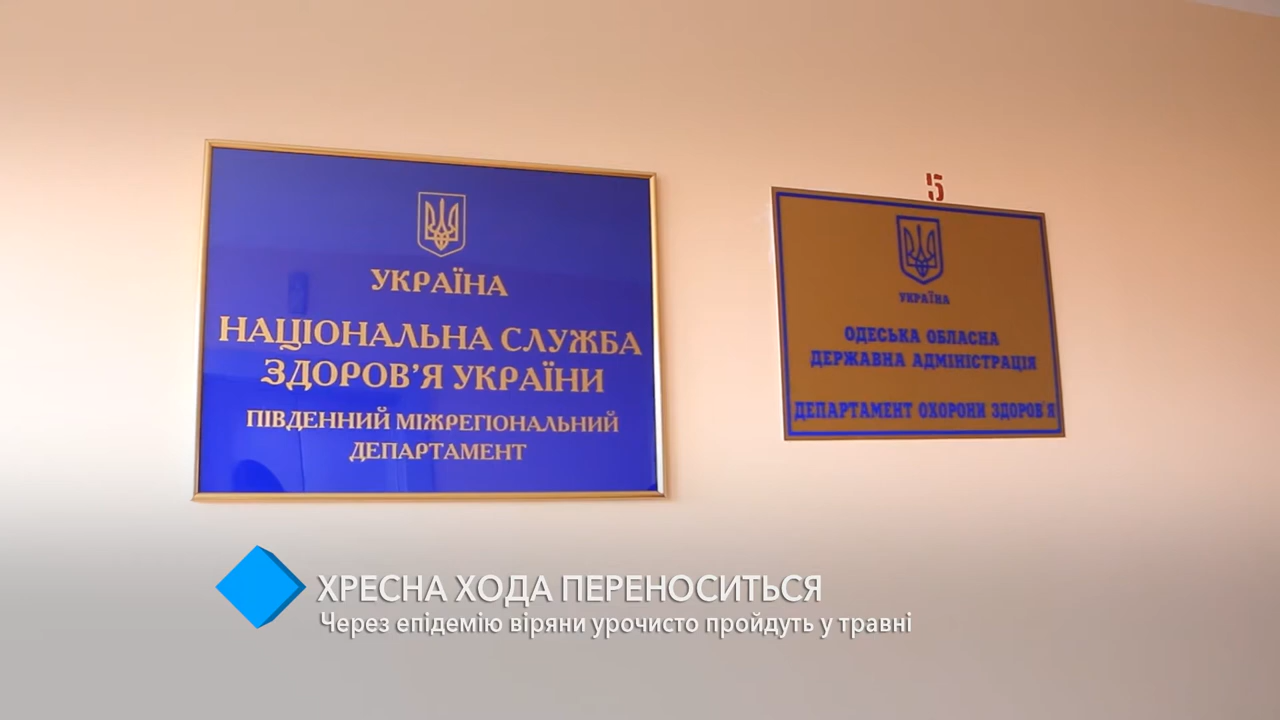 УКРАЇНА
НАЦІОНАЛЬНА СЛУЖБА
ЗДОРОВ’Я УКРАЇНИ
ПІВДЕННИЙ МІЖРЕГІОНАЛЬНИЙ
ДЕПАРТАМЕНТ
5
УКРАЇНА
ОДЕСЬКА ОБЛАСНА
ДЕРЖАВНА АДМІНІСТРАЦІЯ
ДЕПАРТАМЕНТ ОХОРОНИ ЗДОРОВ'Я
ХРЕСНА ХОДА ПЕРЕНОСИТЬСЯ
Через епідемію віряни урочисто пройдуть у травні